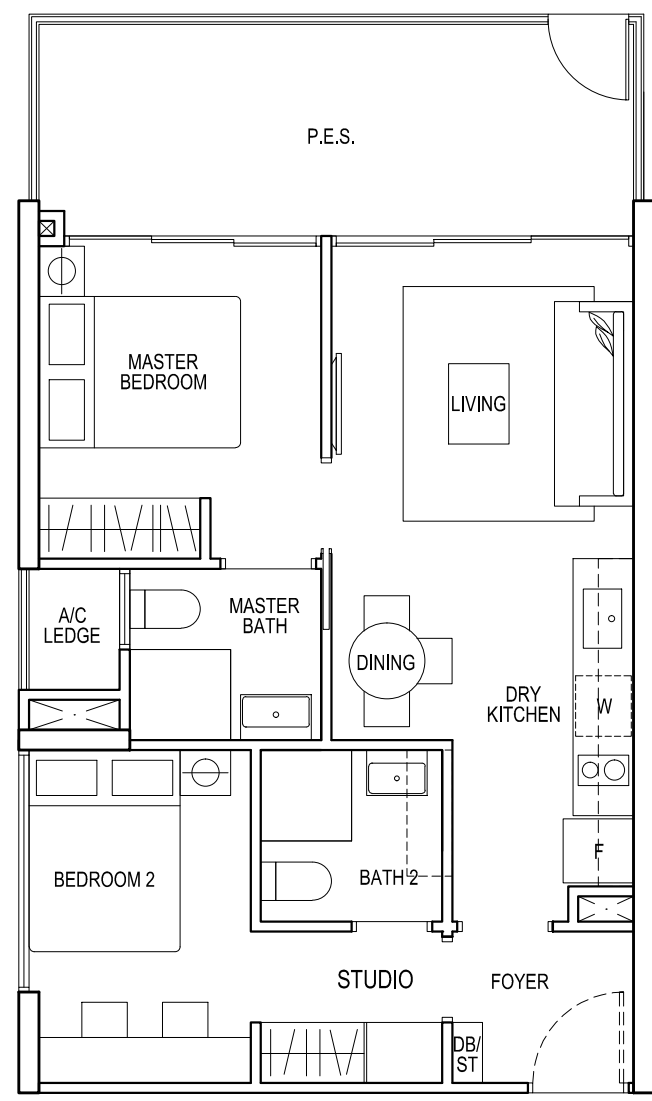 P.E.S.
MASTER
BEDROOM
LIVING
A/C
LEDGE
MASTER
BATH
DINING
DRY
KITCHEN
W
F
BEDROOM 2
BATH 2
STUDIO
FOYER
DB/
ST